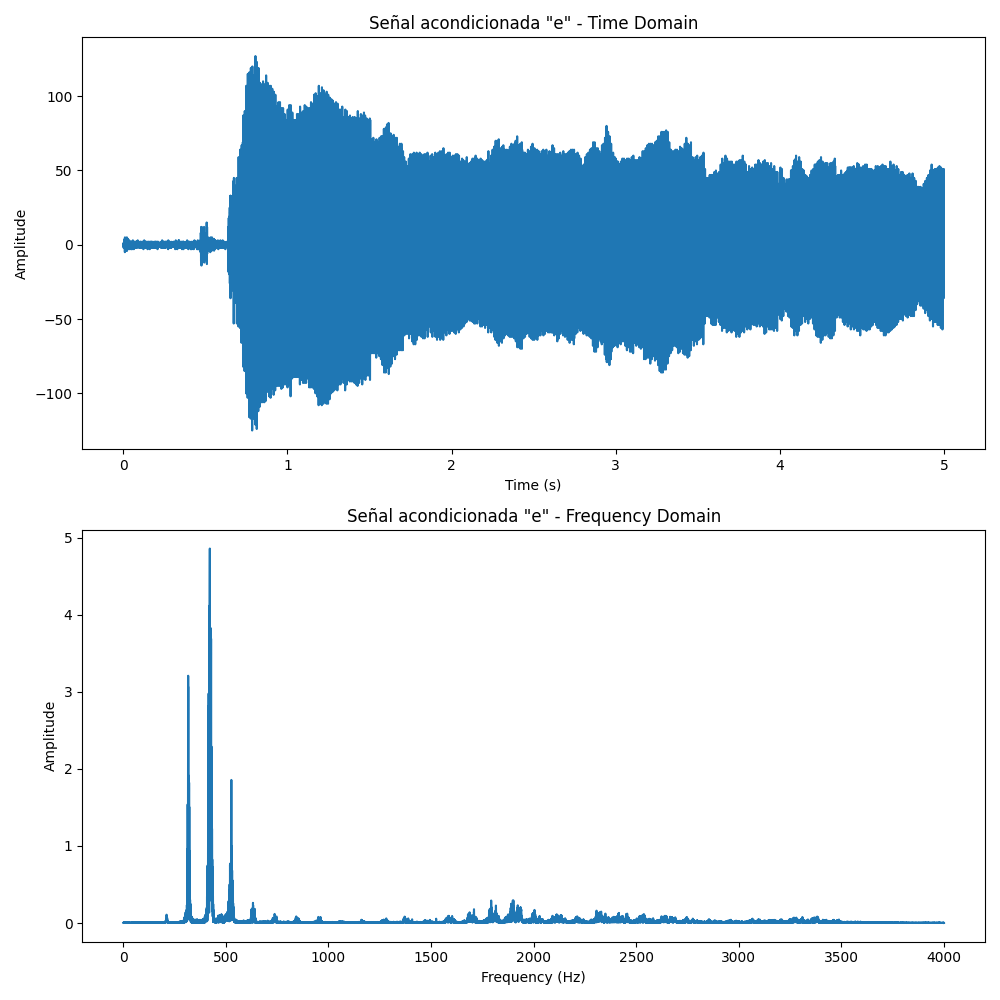 Señal acondicionada "e" - Time Domain
Amplitude
100
50
0
−50
−100
0 1 2 3 4 5
Time (s)
Señal acondicionada "e" - Frequency Domain
Amplitude
5
4
3
2
1
0
0 500 1000 1500 2000 2500 3000 3500 4000
Frequency (Hz)